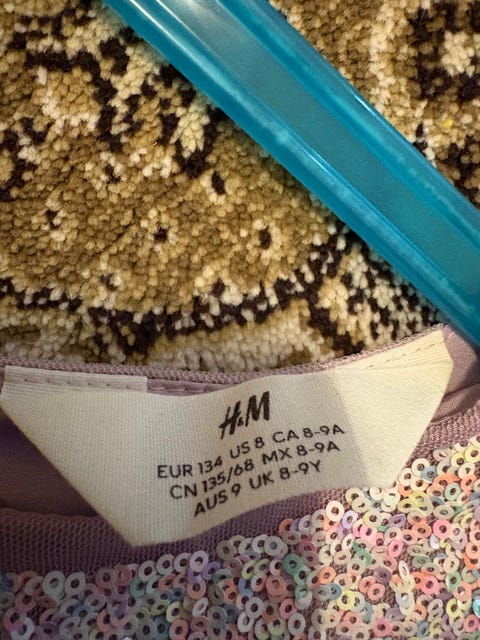 H&M
EUR 134 US 8 CA 8-9A
CN 135/68 MX 8-9A
AUS 9 UK 8-9Y